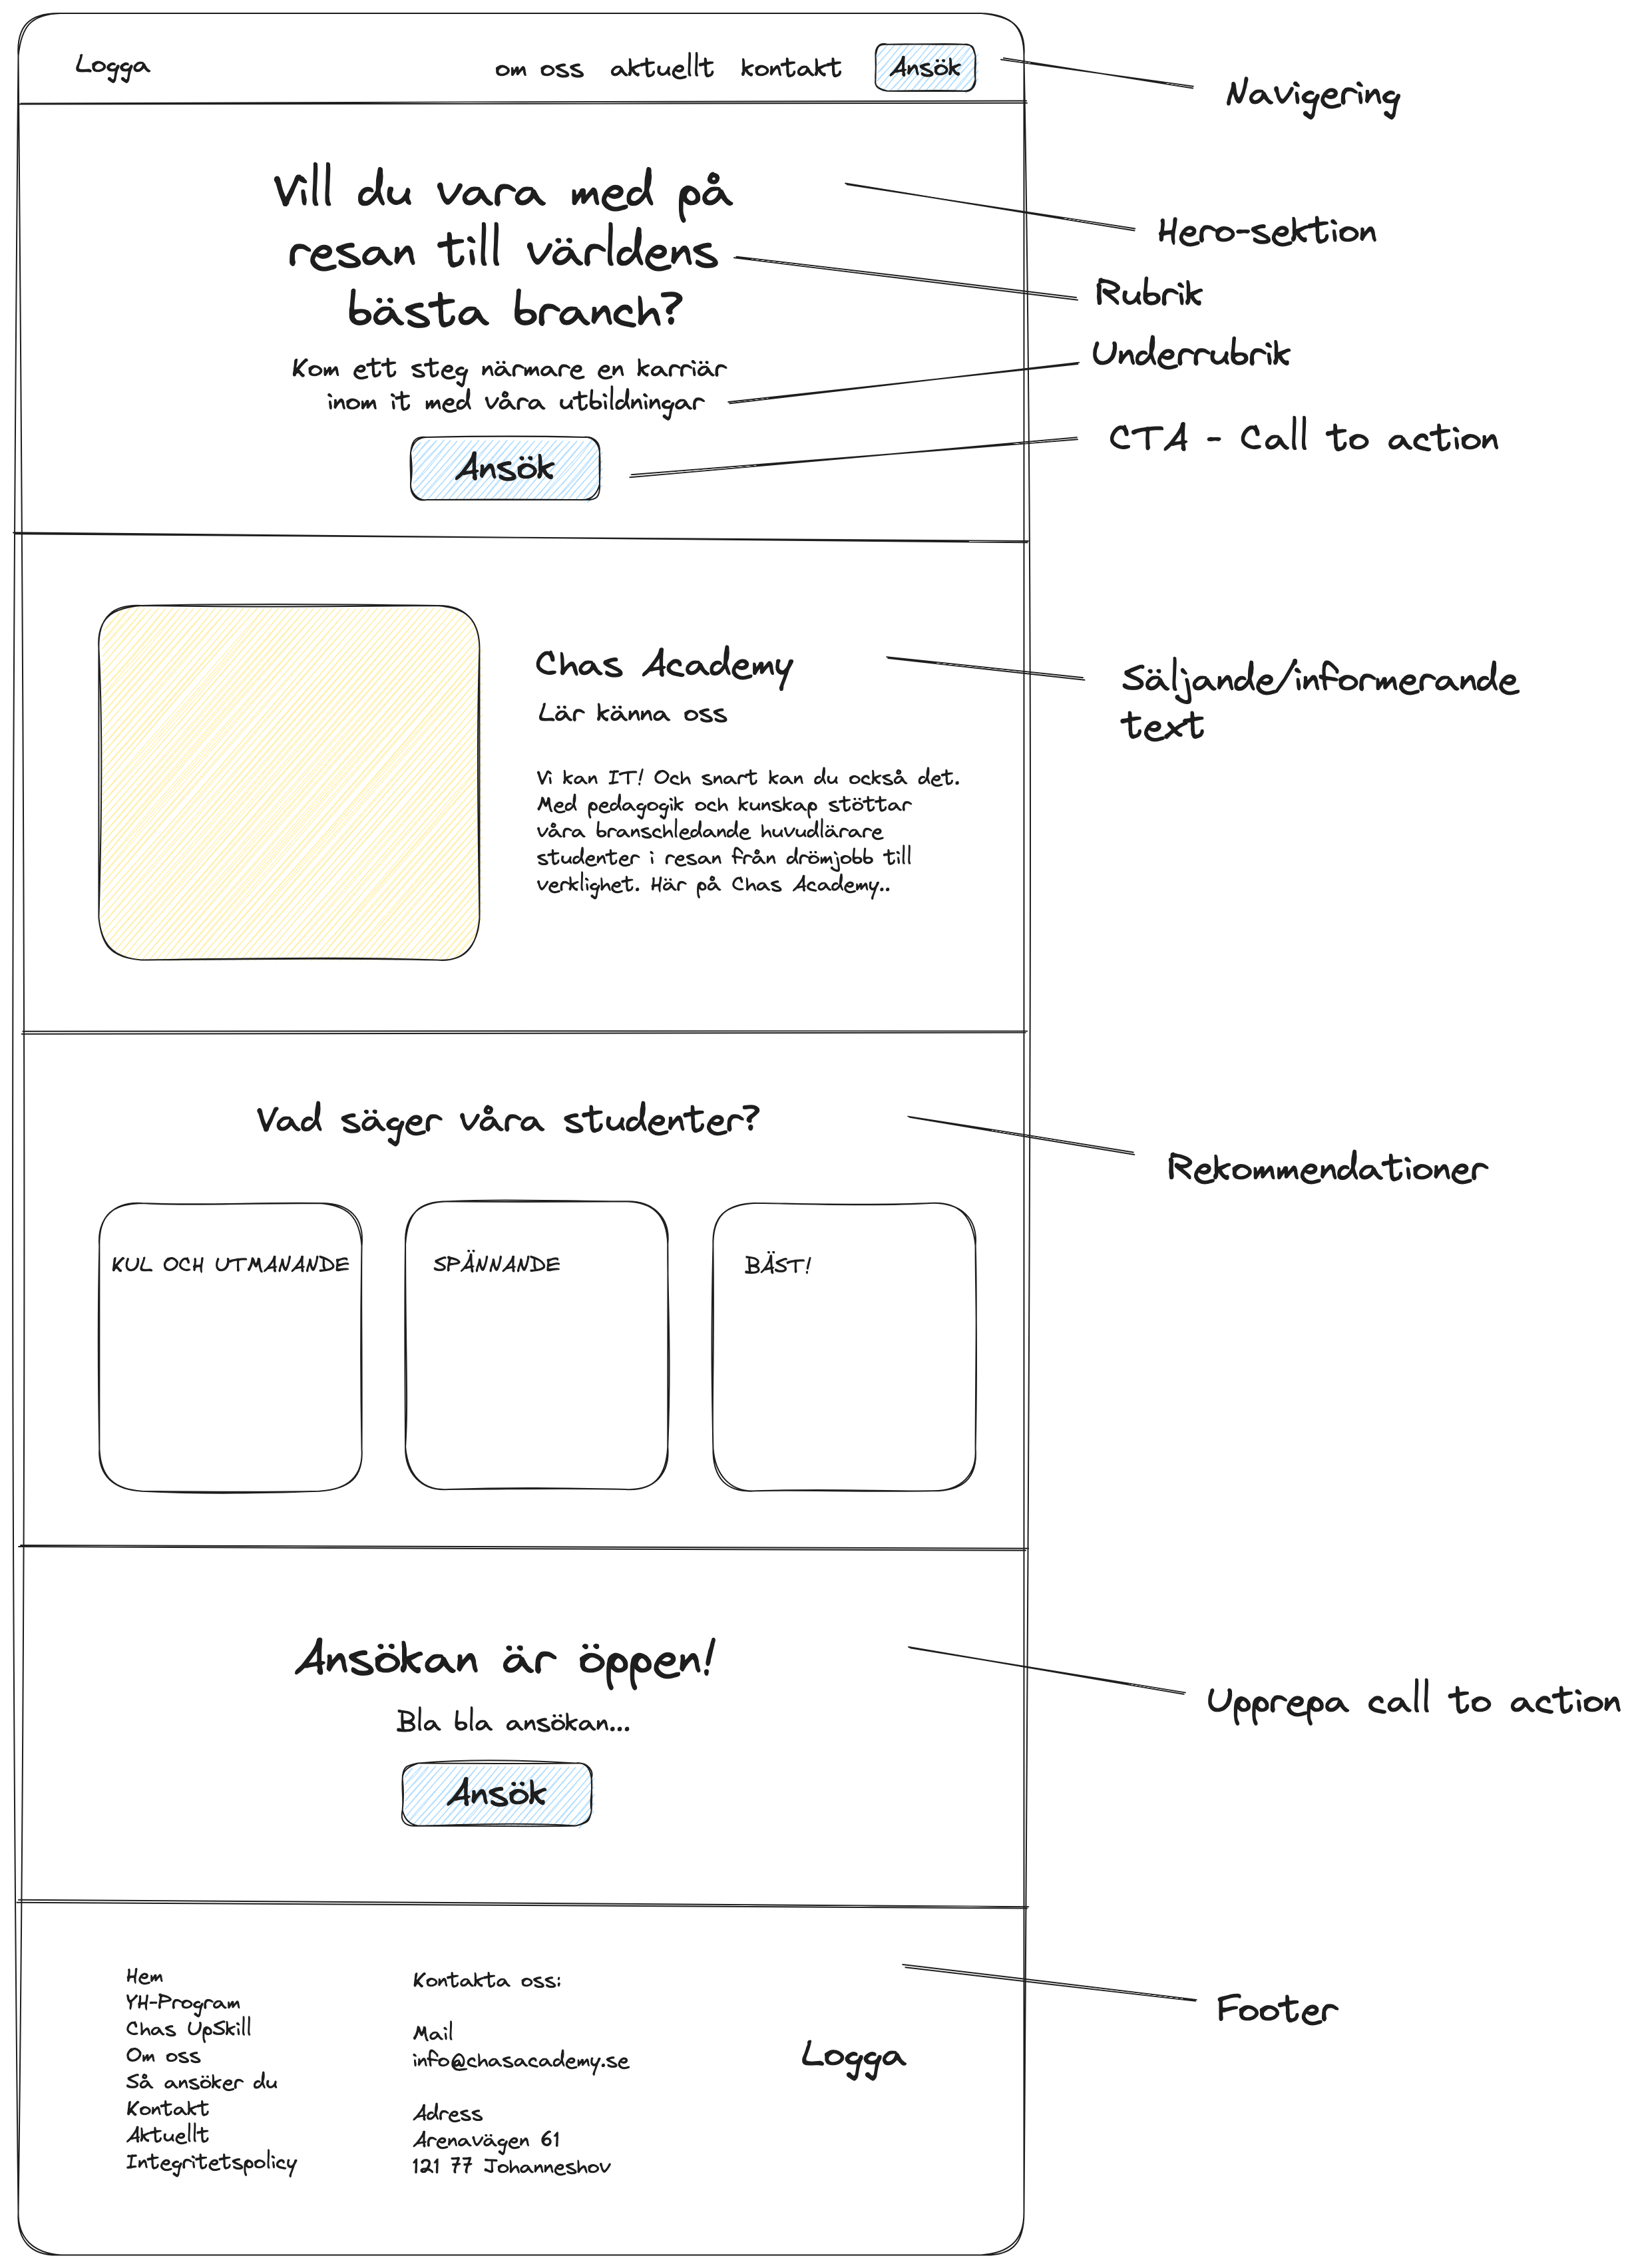 Logga
om oss aktuellt kontakt Ansök
Navigering
Vill du vara med på
resan till världens
bästa branch?
Hero-sektion
Rubrik
Kom ett steg närmare en karriär
inom it med våra utbildningar
Underrubrik
Ansök
CTA - Call to action
Chas Academy
Lär känna oss
Vi kan IT! Och snart kan du också det.
Med pedagogik och kunskap stöttar
våra branschledande huvudlärare
studenter i resan från drömjobb till
verklighet. Här på Chas Academy..
Säljande/informerande
text
Vad säger våra studenter?
Rekommendationer
KUL OCH UTMANANDE
SPÄNNANDE
BÄST!
Ansökan är öppen!
Bla bla ansökan...
Ansök
Upprepa call to action
Hem
YH-Program
Chas UpSkill
Om oss
Så ansöker du
Kontakt
Aktuellt
Integritetspolicy
Kontakta oss:
Mail
info@chasacademy.se
Adress
Arenavägen 61
121 77 Johanneshov
Logga
Footer